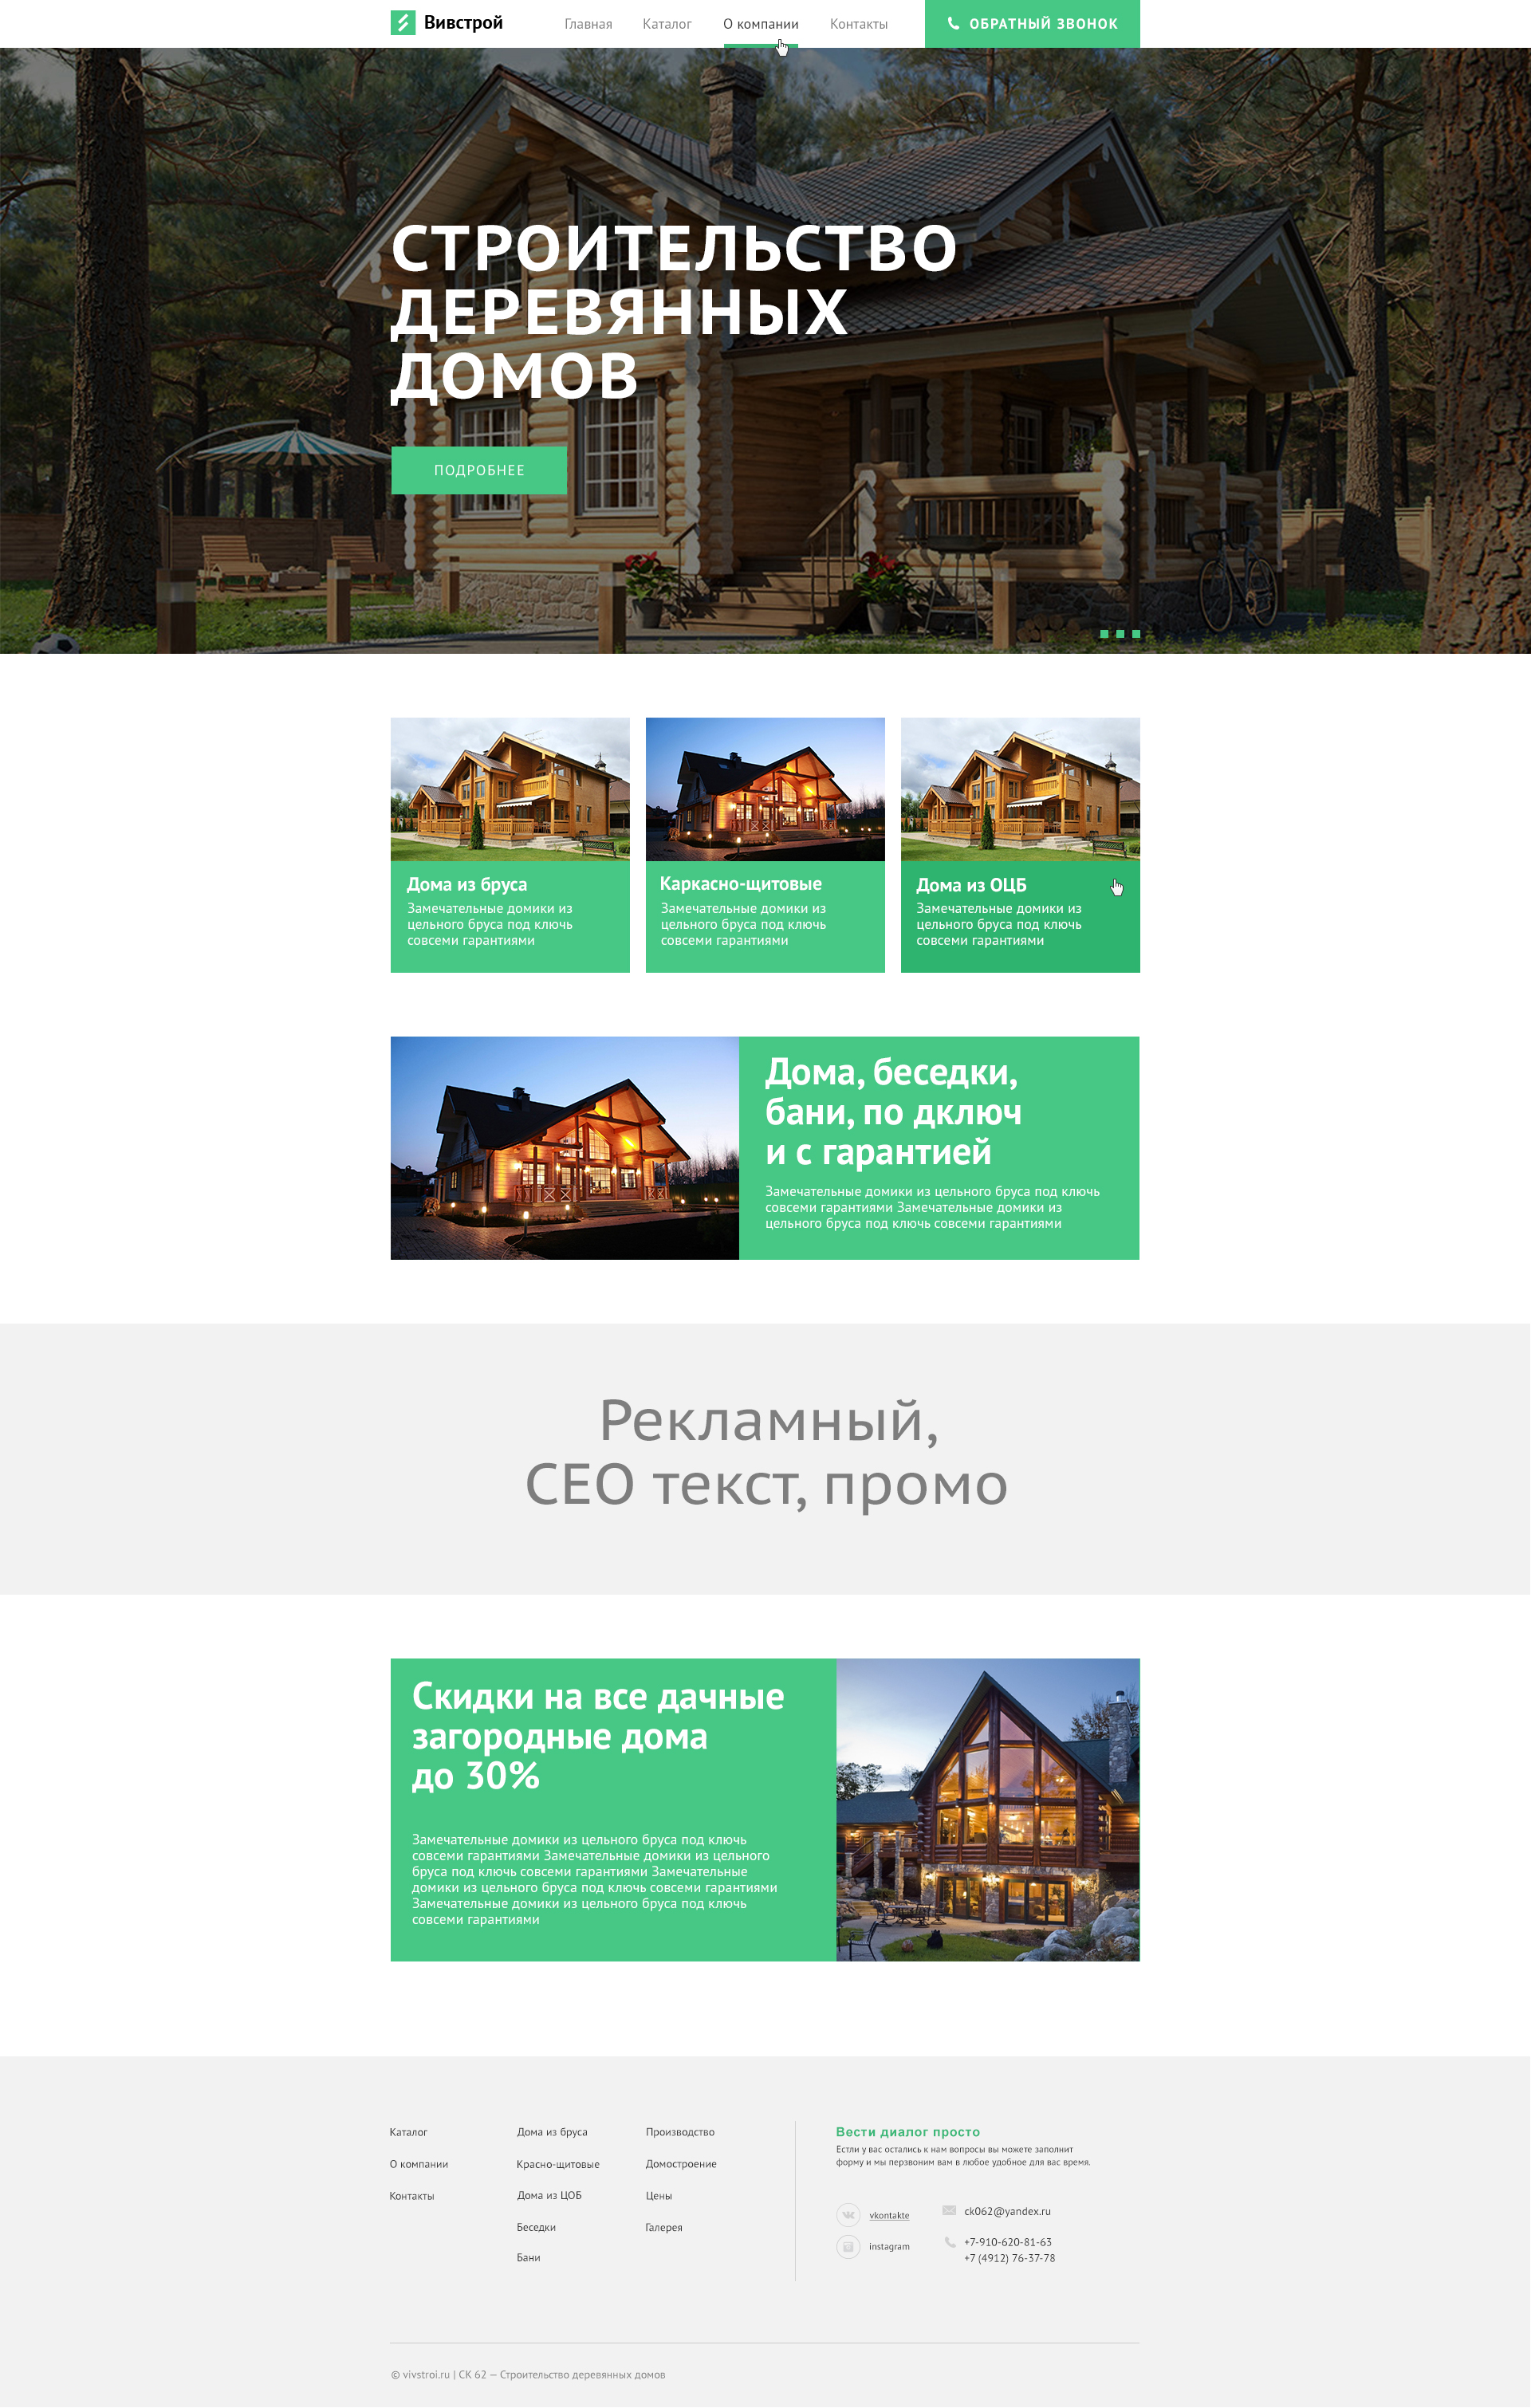 Вивстрой
Главная
Каталог
О компании
Контакты
ОБРАТНЫЙ ЗВОНОК
СТРОИТЕЛЬСТВО
ДЕРЕВЯННЫХ
ДОМОВ
ПОДРОБНЕЕ
Дома из бруса
Замечательные домики из
цельного бруса под ключь
совсеми гарантиями
Каркасно-щитовые
Замечательные домики из
цельного бруса под ключь
совсеми гарантиями
Дома из ОЦБ
Замечательные домики из
цельного бруса под ключь
совсеми гарантиями
Дома, беседки,
бани, по дключ
и с гарантией
Замечательные домики из цельного бруса под ключь
совсеми гарантиями Замечательные домики из
цельного бруса под ключь совсеми гарантиями
Рекламный,
СЕО текст, промо
Скидки на все дачные
загородные дома
до 30%
Замечательные домики из цельного бруса под ключь
совсеми гарантиями Замечательные домики из цельного
бруса под ключь совсеми гарантиями Замечательные
домики из цельного бруса под ключь совсеми гарантиями
Замечательные домики из цельного бруса под ключь
совсеми гарантиями
Каталог
О компании
Контакты
Дома из бруса
Красно-щитовые
Дома из ЦОБ
Беседки
Бани
Производство
Домостроение
Цены
Галерея
Вести диалог просто
Естли у вас остались к нам вопросы вы можете заполнит
форму и мы перзвоним вам в любое удобное для вас время.
vkontakte
instagram
ck062@yandex.ru
+7-910-620-81-63
+7 (4912) 76-37-78
© vivstroi.ru | СК 62 — Строительство деревянных домов